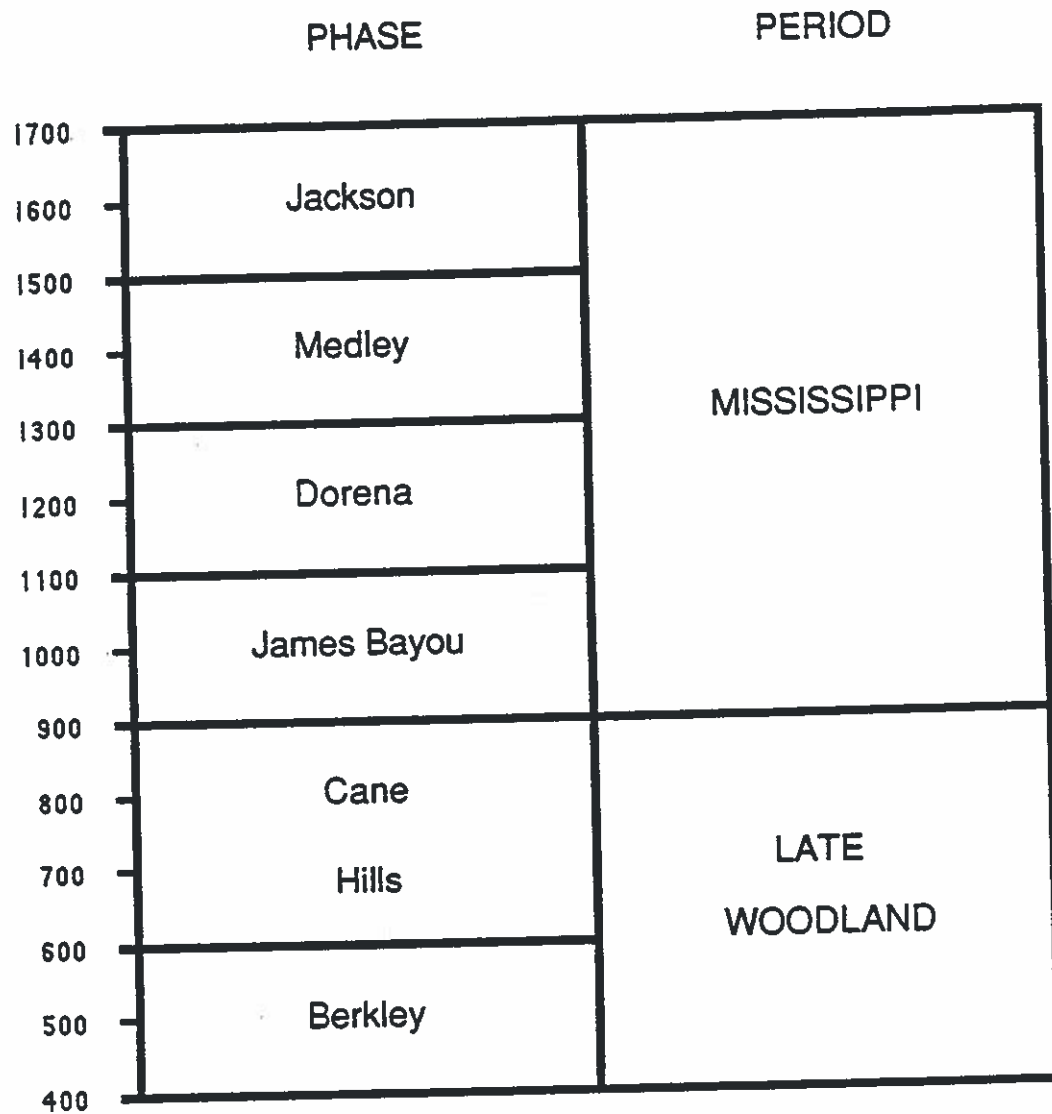 PHASE PERIOD
1700
Jackson
1600
1500
Medley
1400
MISSISSIPPI
1300
Dorena
1200
1100
James Bayou
1000
900
Cane
800
LATE
Hills
700
WOODLAND
600
Berkley
500
400